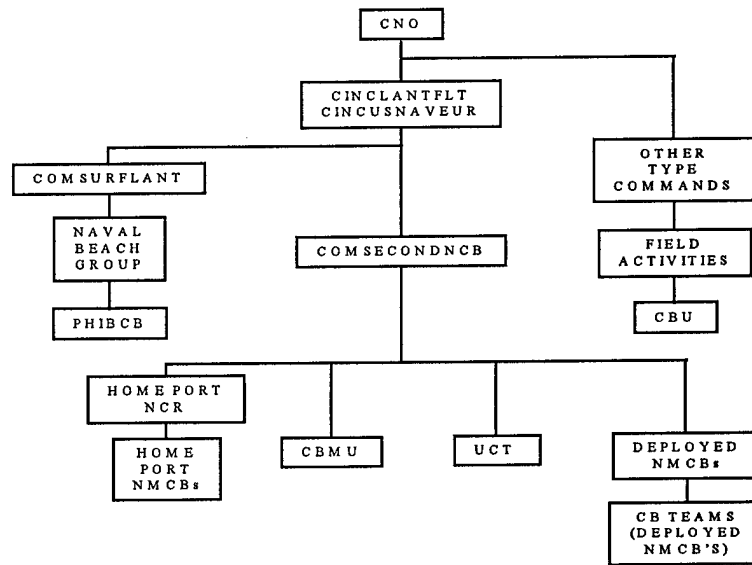 CNO
CINCLANTFLT
CINCUSNAVEUR
COMSURFLANT
OTHER
TYPE
COMMANDS
NAVAL
BEACH
GROUP
COMSECONDNCB
FIELD
ACTIVITIES
PHIBCB
CBU
HOME PORT
NCR
HOME
PORT
NMCBs
CBMU
UCT
DEPLOYED
NMCBs
CB TEAMS
(DEPLOYED
NMCB'S)